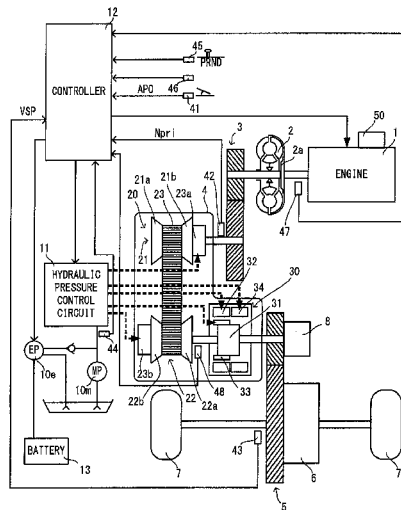 12
45
PRND
CONTROLLER
46
APO
41
VSP
50
Npri
3
2
2a
1
ENGINE
21a
21b
4
20
23
23a
42
47
21
11
32
30
34
HYDRAULIC
PRESSURE
CONTROL
CIRCUIT
31
8
44
EP
MP
10e
10m
23b
22b
22
22a
48
33
BATTERY
13
43
7
6
7
5